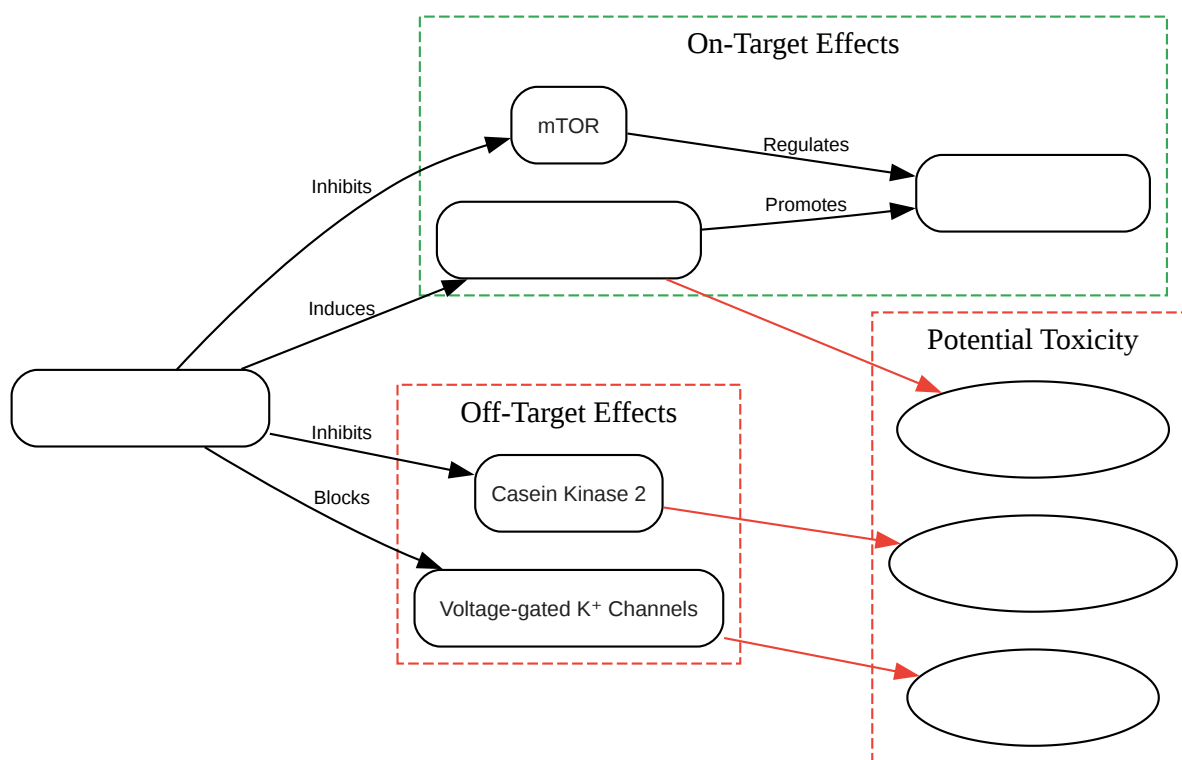 On-Target Effects
mTOR
Regulates
Inhibits
Promotes
Induces
Potential Toxicity
Off-Target Effects
Inhibits
Casein Kinase 2
Blocks
Voltage-gated K⁺ Channels